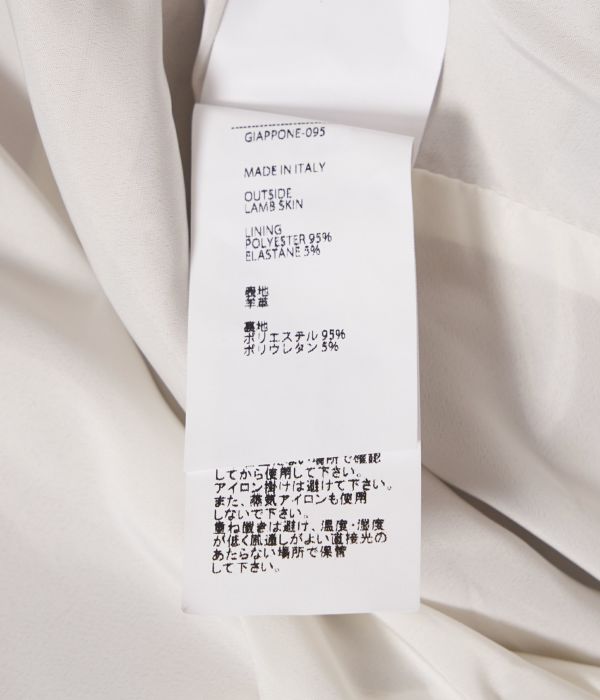 GIAPPONE-095
MADE IN ITALY
OUTSIDE
LAMB SKIN
LINING
POLYESTER 95%
ELASTANE 5%
表地
羊革
裏地
ポリエステル 95%
ポリウレタン 5%
場所で確認
してから使用して下さい。
アイロン掛けは避けて下さい。
また、蒸気アイロンも使用
しないで下さい。
重ね置きは避け、温度・湿度
が低く風通しがよい直接光の
あたらない場所で保管
して下さい。